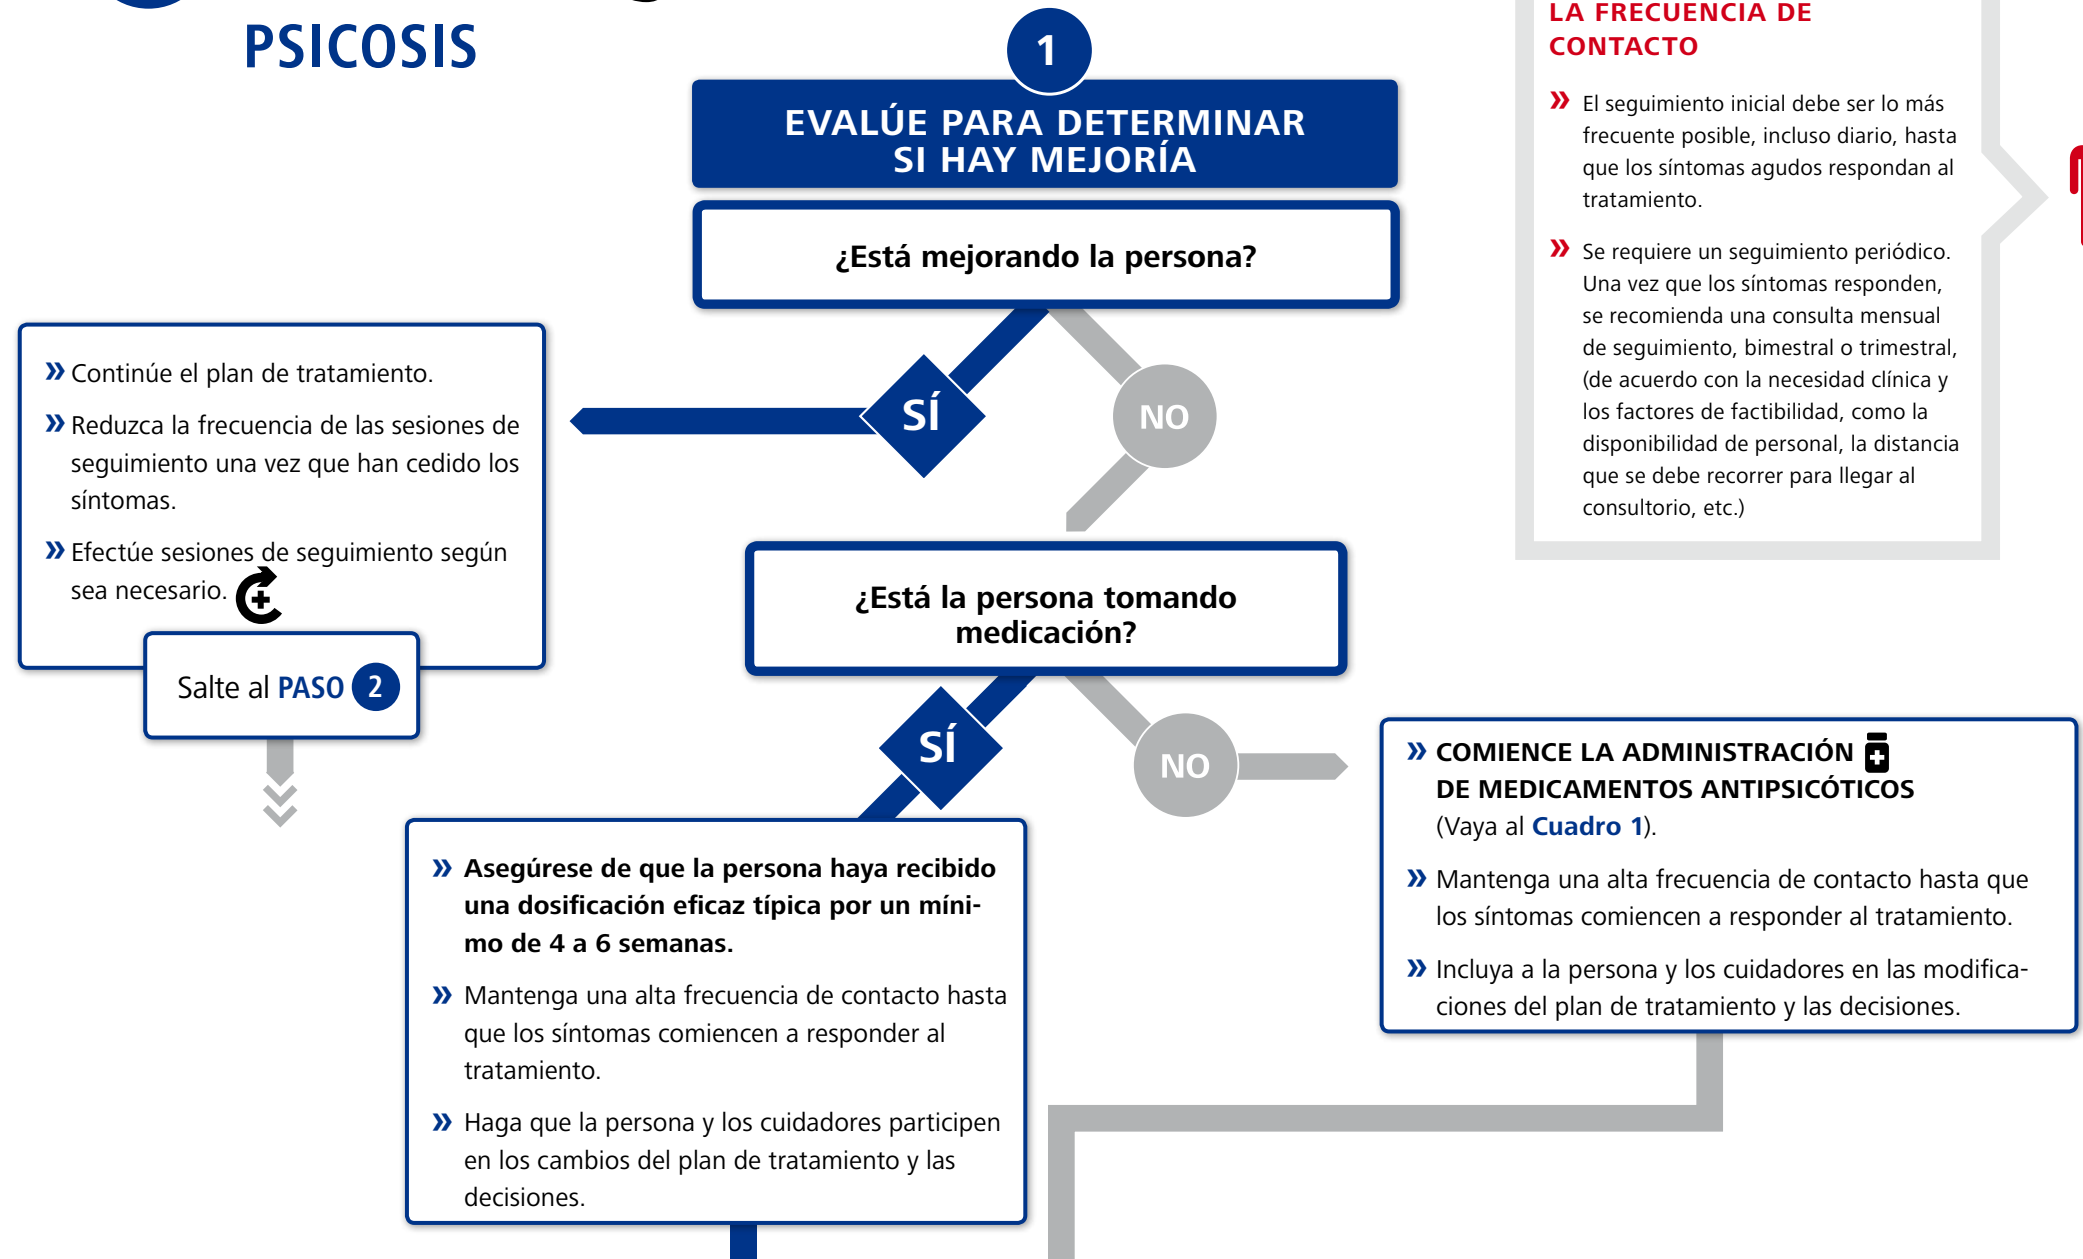 PSICOSIS
1
EVALÚE PARA DETERMINAR
SI HAY MEJORÍA
¿Está mejorando la persona?
SÍ
NO
» Continúe el plan de tratamiento.
» Reduzca la frecuencia de las sesiones de
seguimiento una vez que han cedido los
síntomas.
» Efectúe sesiones de seguimiento según
sea necesario.
Salte al PASO 2
¿Está la persona tomando
medicación?
SÍ
NO
» Asegúrese de que la persona haya recibido
una dosificación eficaz típica por un míni-
mo de 4 a 6 semanas.
» Mantenga una alta frecuencia de contacto hasta
que los síntomas comiencen a responder al
tratamiento.
» Haga que la persona y los cuidadores participen
en los cambios del plan de tratamiento y las
decisiones.
» COMIENCE LA ADMINISTRACIÓN
DE MEDICAMENTOS ANTIPSICÓTICOS
(Vaya al Cuadro 1).
» Mantenga una alta frecuencia de contacto hasta que
los síntomas comiencen a responder al tratamiento.
» Incluya a la persona y los cuidadores en las modifica-
ciones del plan de tratamiento y las decisiones.
LA FRECUENCIA DE
CONTACTO
» El seguimiento inicial debe ser lo más
frecuente posible, incluso diario, hasta
que los síntomas agudos respondan al
tratamiento.
» Se requiere un seguimiento periódico.
Una vez que los síntomas responden,
se recomienda una consulta mensual
de seguimiento, bimestral o trimestral,
(de acuerdo con la necesidad clínica y
los factores de factibilidad, como la
disponibilidad de personal, la distancia
que se debe recorrer para llegar al
consultorio, etc.)